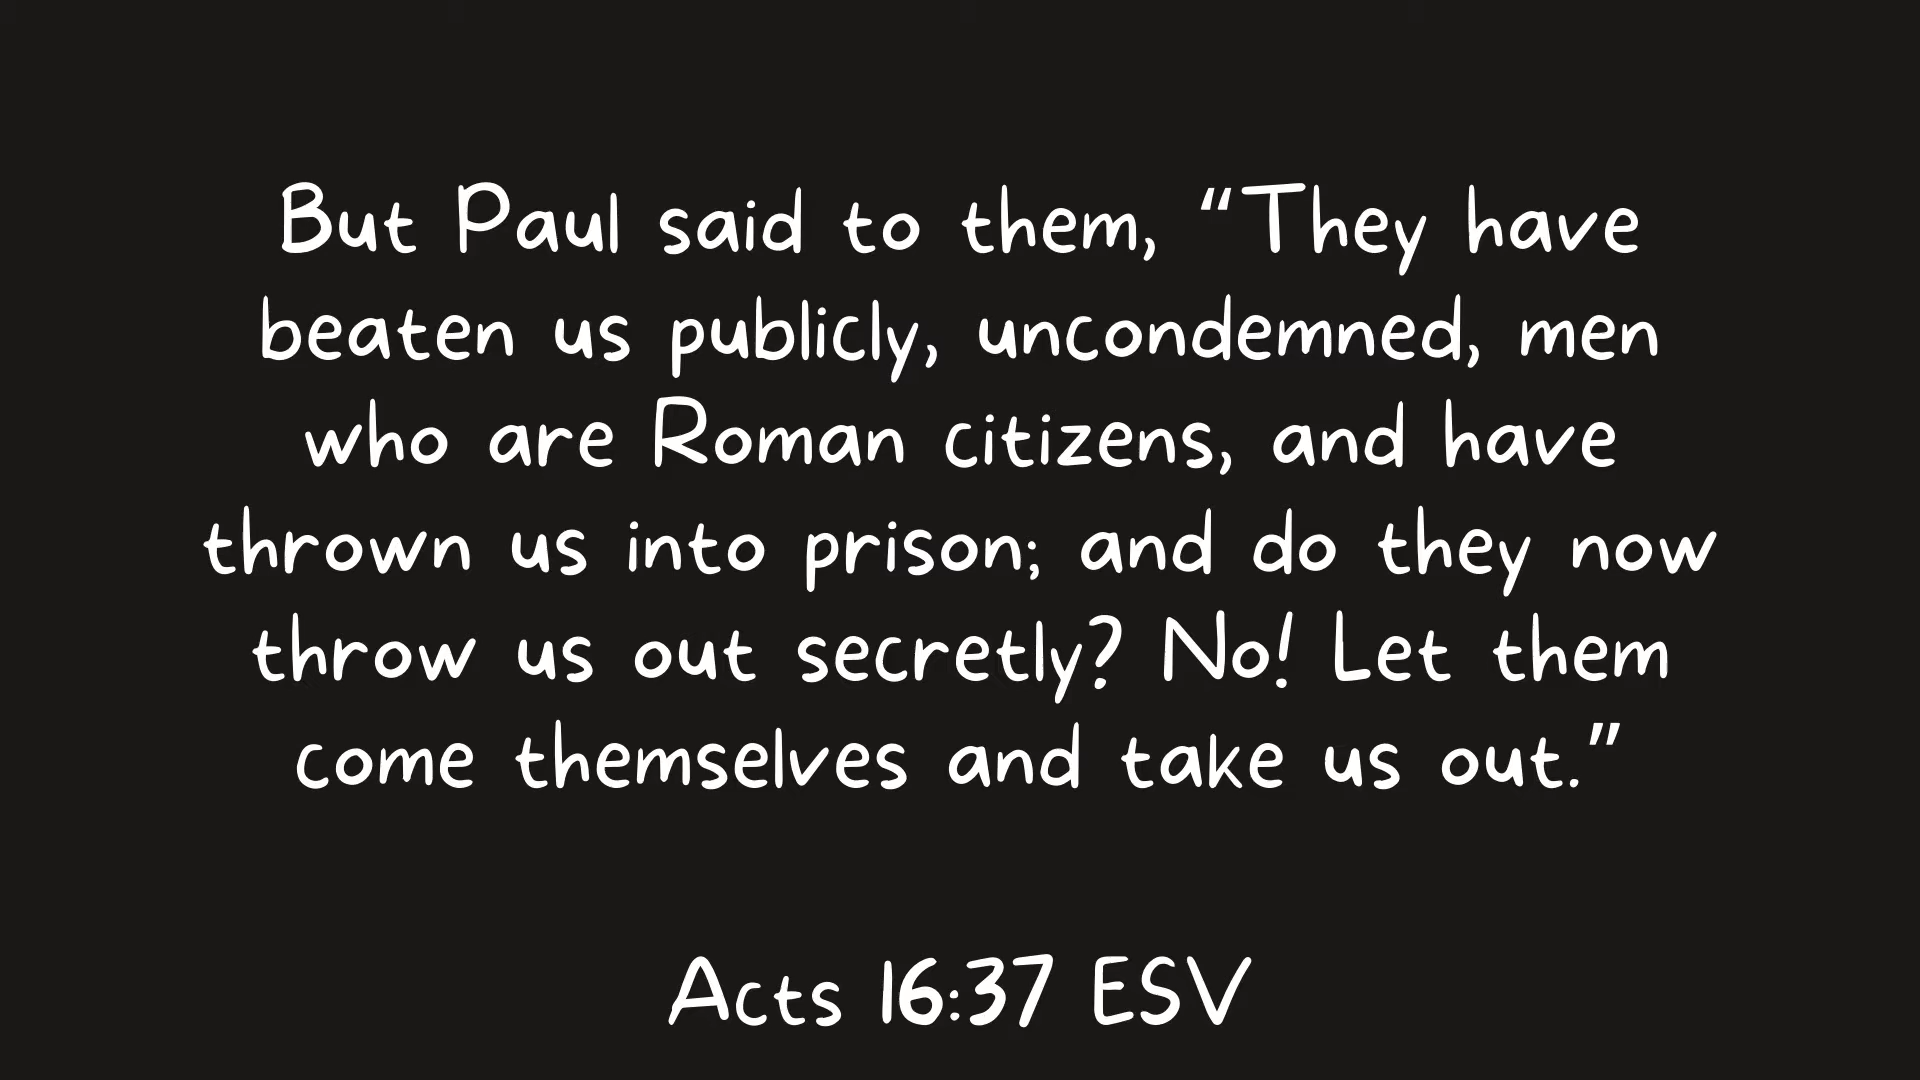 But Paul said to them, “They have
beaten us publicly, uncondemned, men
who are Roman citizens, and have
thrown us into prison; and do they now
throw us out secretly? No! Let them
come themselves and take us out.”
Acts 16:37 ESV